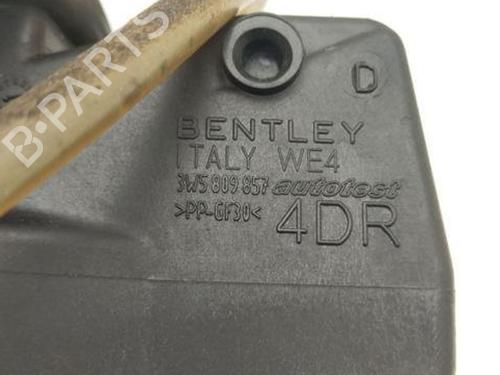 D
BENTLEY
ITALY WE4
3W5 809 857 autotest
>PP-GF30< 4DR
B-PARTS